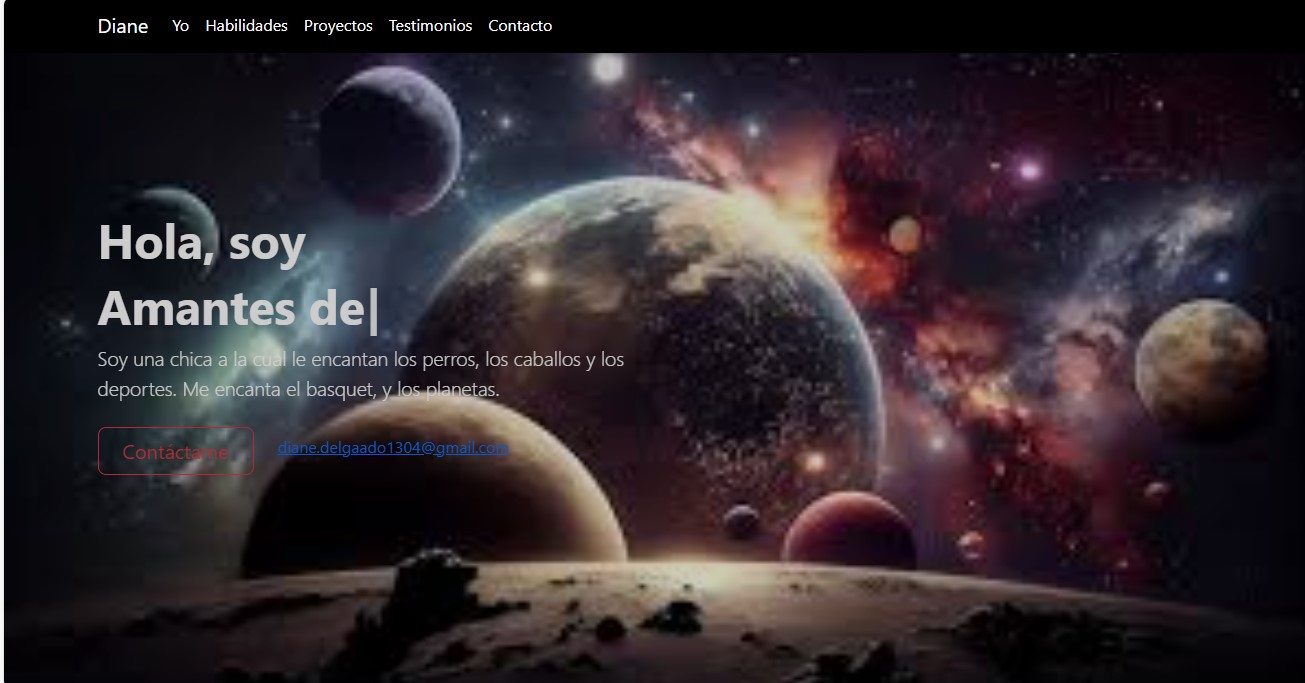 Diane Yo Habilidades Proyectos Testimonios Contacto
Hola, soy
Amantes de|
Soy una chica a la cual le encantan los perros, los caballos y los
deportes. Me encanta el basquet, y los planetas.
Contáctame diane.delgaado1304@gmail.com